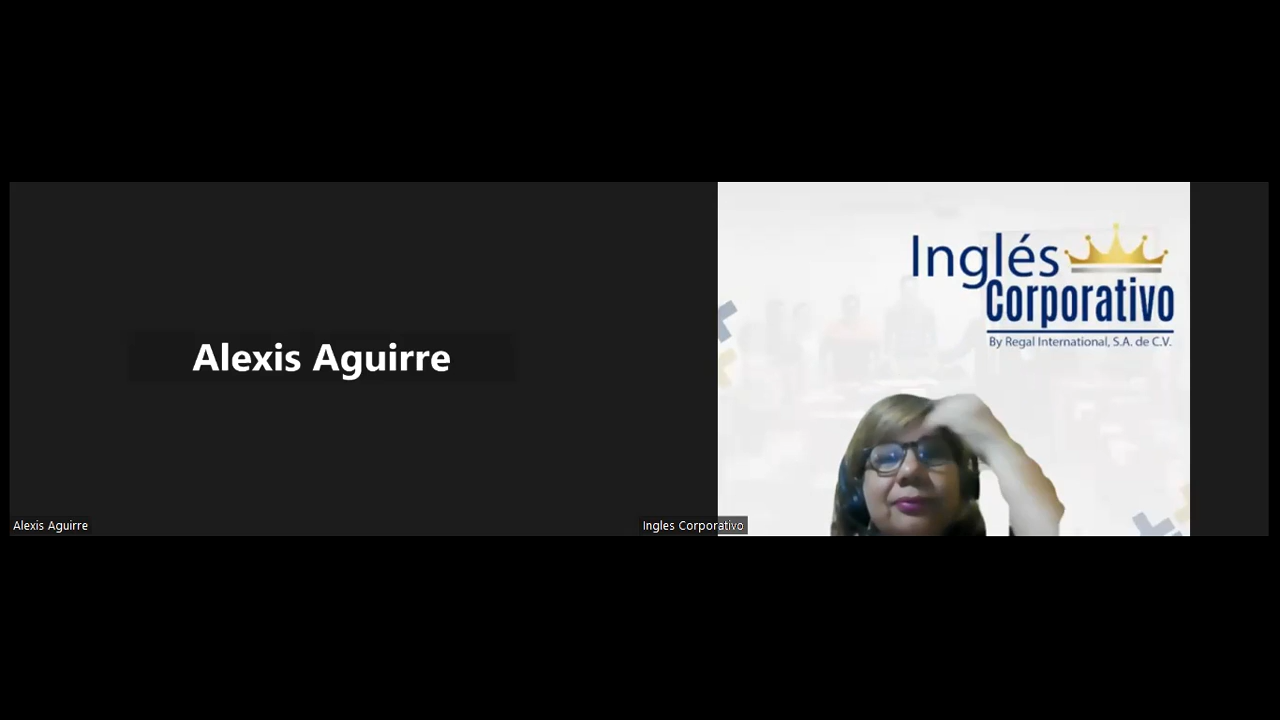 Alexis Aguirre
Inglés
Corporativo
By Regal International, S.A. de C.V.
Alexis Aguirre
Ingles Corporativo